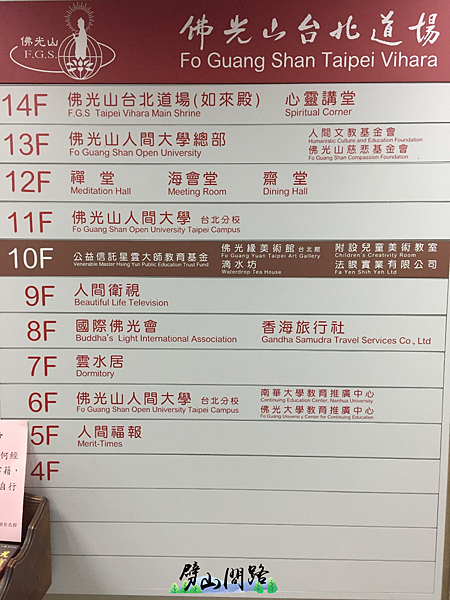 佛光山
F.G.S.
佛光山台北道場
Fo Guang Shan Taipei Vihara
14F 佛光山台北道場(如來殿) 心靈講堂
F.G.S Taipei Vihara Main Shrine Spiritual Corner
13F 佛光山人間大學總部 人間文教基金會
Fo Guang Shan Open University Humanistic Culture and Education Foundation
佛光山慈悲基金會
Fo Guang Shan Compassion Foundation
12F 禪堂 海會堂 齋堂
Meditation Hall Meeting Room Dining Hall
11F 佛光山人間大學 台北分校
Fo Guang Shan Open University Taipei Campus
10F 公益信託星雲大師教育基金 佛光緣美術館 台北館 附設兒童美術教室
Venerable Master Hsing Yun Public Education Trust Fund Fo Guang Yuan Taipei Art Gallery Children's Creativity Room
滴水坊 法眼實業有限公司
Waterdrop Tea House Fa Yen Shih Yeh Ltd
9F 人間衛視
Beautiful Life Television
8F 國際佛光會 香海旅行社
Buddha's Light International Association Gandha Samudra Travel Services Co., Ltd
7F 雲水居
Dormitory
6F 佛光山人間大學 台北分校 南華大學教育推廣中心
Fo Guang Shan Open University Taipei Campus Continuing Education Center, Nanhua University
佛光大學教育推廣中心
Fo Guang University Center for Continuing Education
5F 人間福報
Merit-Times
4F
何經
書籍，
自行
劈山問路